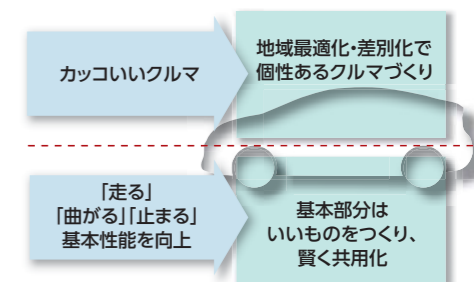 カッコいいクルマ
地域最適化・差別化で
個性あるクルマづくり
「走る」
「曲がる」「止まる」
基本性能を向上
基本部分は
いいものをつくり、
賢く共用化